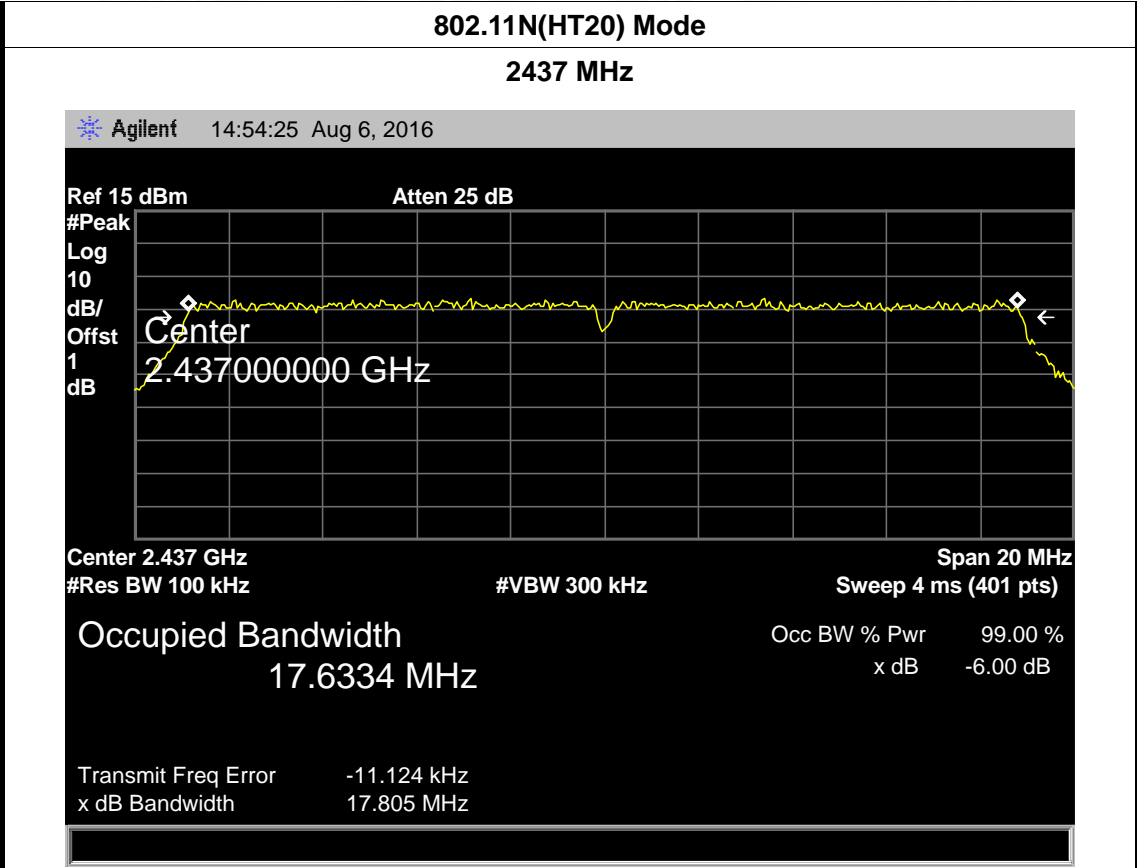 802.11N(HT20) Mode
2437 MHz
Agilent 14:54:25 Aug 6, 2016
Ref 15 dBm Atten 25 dB
#Peak
Log
10
dB/
Offst
1
dB
Center
2.437000000 GHz
Center 2.437 GHz Span 20 MHz
#Res BW 100 kHz #VBW 300 kHz Sweep 4 ms (401 pts)
Occupied Bandwidth Occ BW % Pwr 99.00 %
17.6334 MHz x dB -6.00 dB
Transmit Freq Error -11.124 kHz
x dB Bandwidth 17.805 MHz